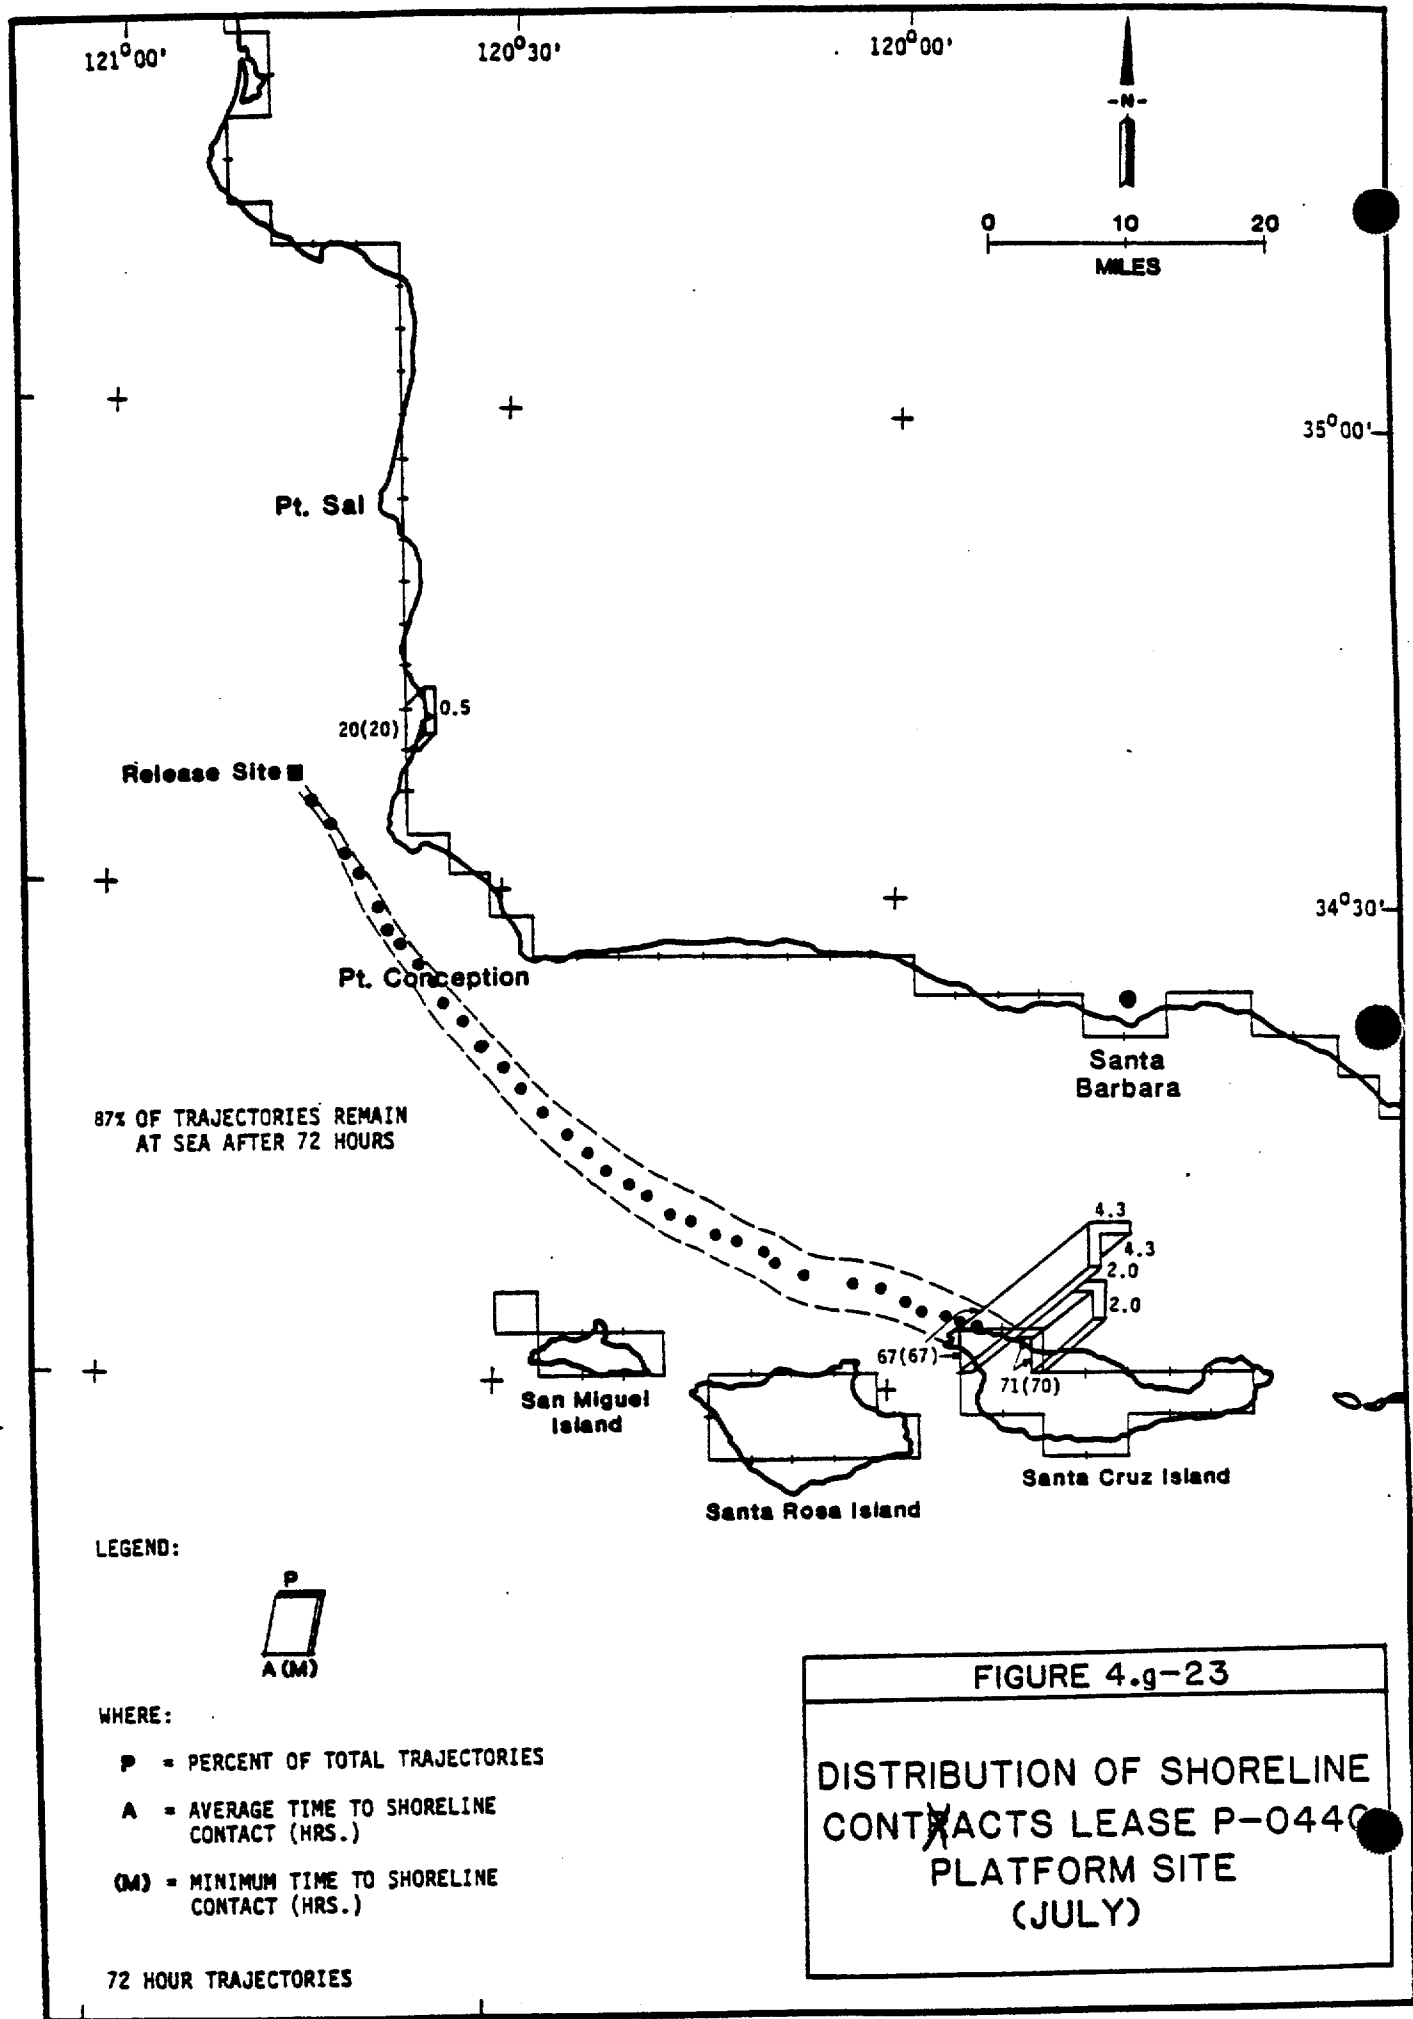 121°00'
120°30'
120°00'
-N-
0 10 20
MILES
35°00'
Pt. Sal
0.5
20(20)
Release Site
34°30'
Pt. Conception
Santa
Barbara
87% OF TRAJECTORIES REMAIN
AT SEA AFTER 72 HOURS
4.3
4.3
2.0
2.0
67(67)
71(70)
San Miguel
Island
Santa Rosa Island
Santa Cruz Island
LEGEND:
P
A (M)
WHERE:
P = PERCENT OF TOTAL TRAJECTORIES
A = AVERAGE TIME TO SHORELINE
CONTACT (HRS.)
(M) = MINIMUM TIME TO SHORELINE
CONTACT (HRS.)
72 HOUR TRAJECTORIES
FIGURE 4.g-23
DISTRIBUTION OF SHORELINE
CONTRACTS LEASE P-0440
PLATFORM SITE
(JULY)